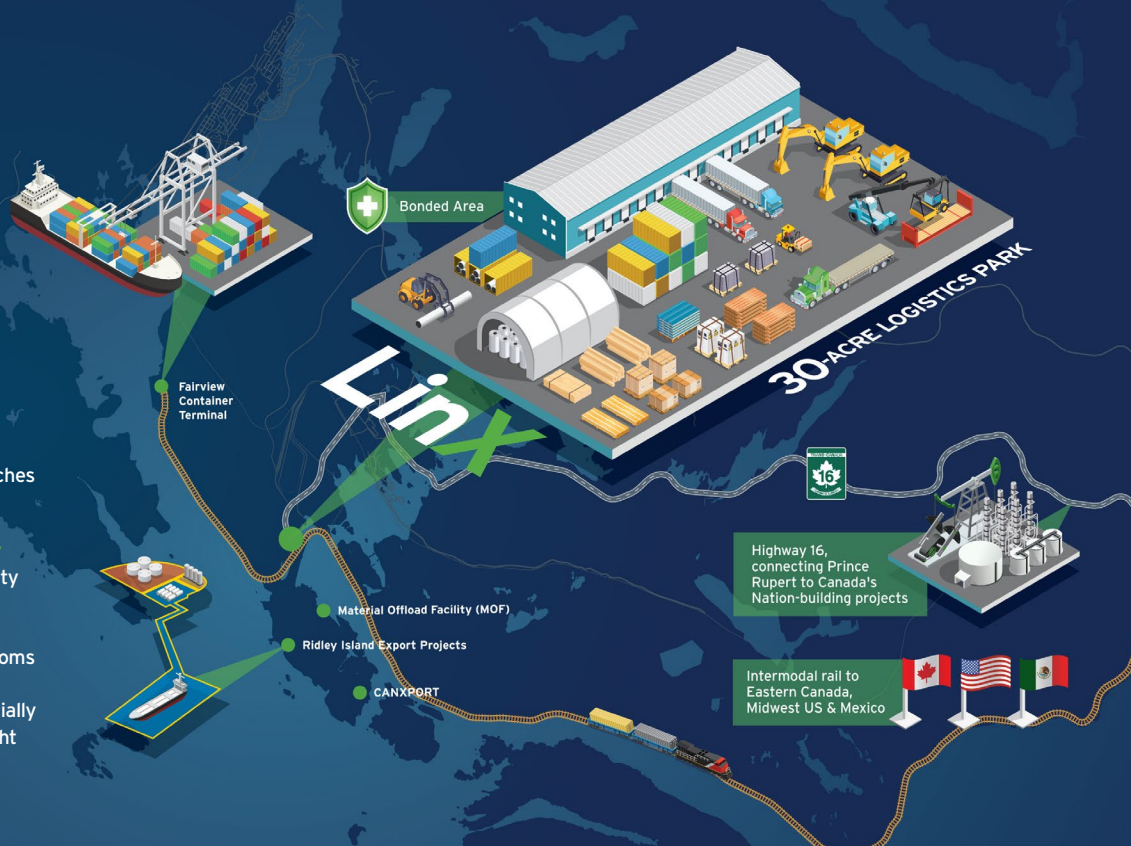 Bonded Area
30-ACRE LOGISTICS PARK
LinX
Fairview
Container
Terminal
TRANS-CANADA
16
Highway 16,
connecting Prince
Rupert to Canada's
Nation-building projects
Material Offload Facility (MOF)
Ridley Island Export Projects
CANXPORT
Intermodal rail to
Eastern Canada,
Midwest US & Mexico
ches
ty
oms
ially
ht